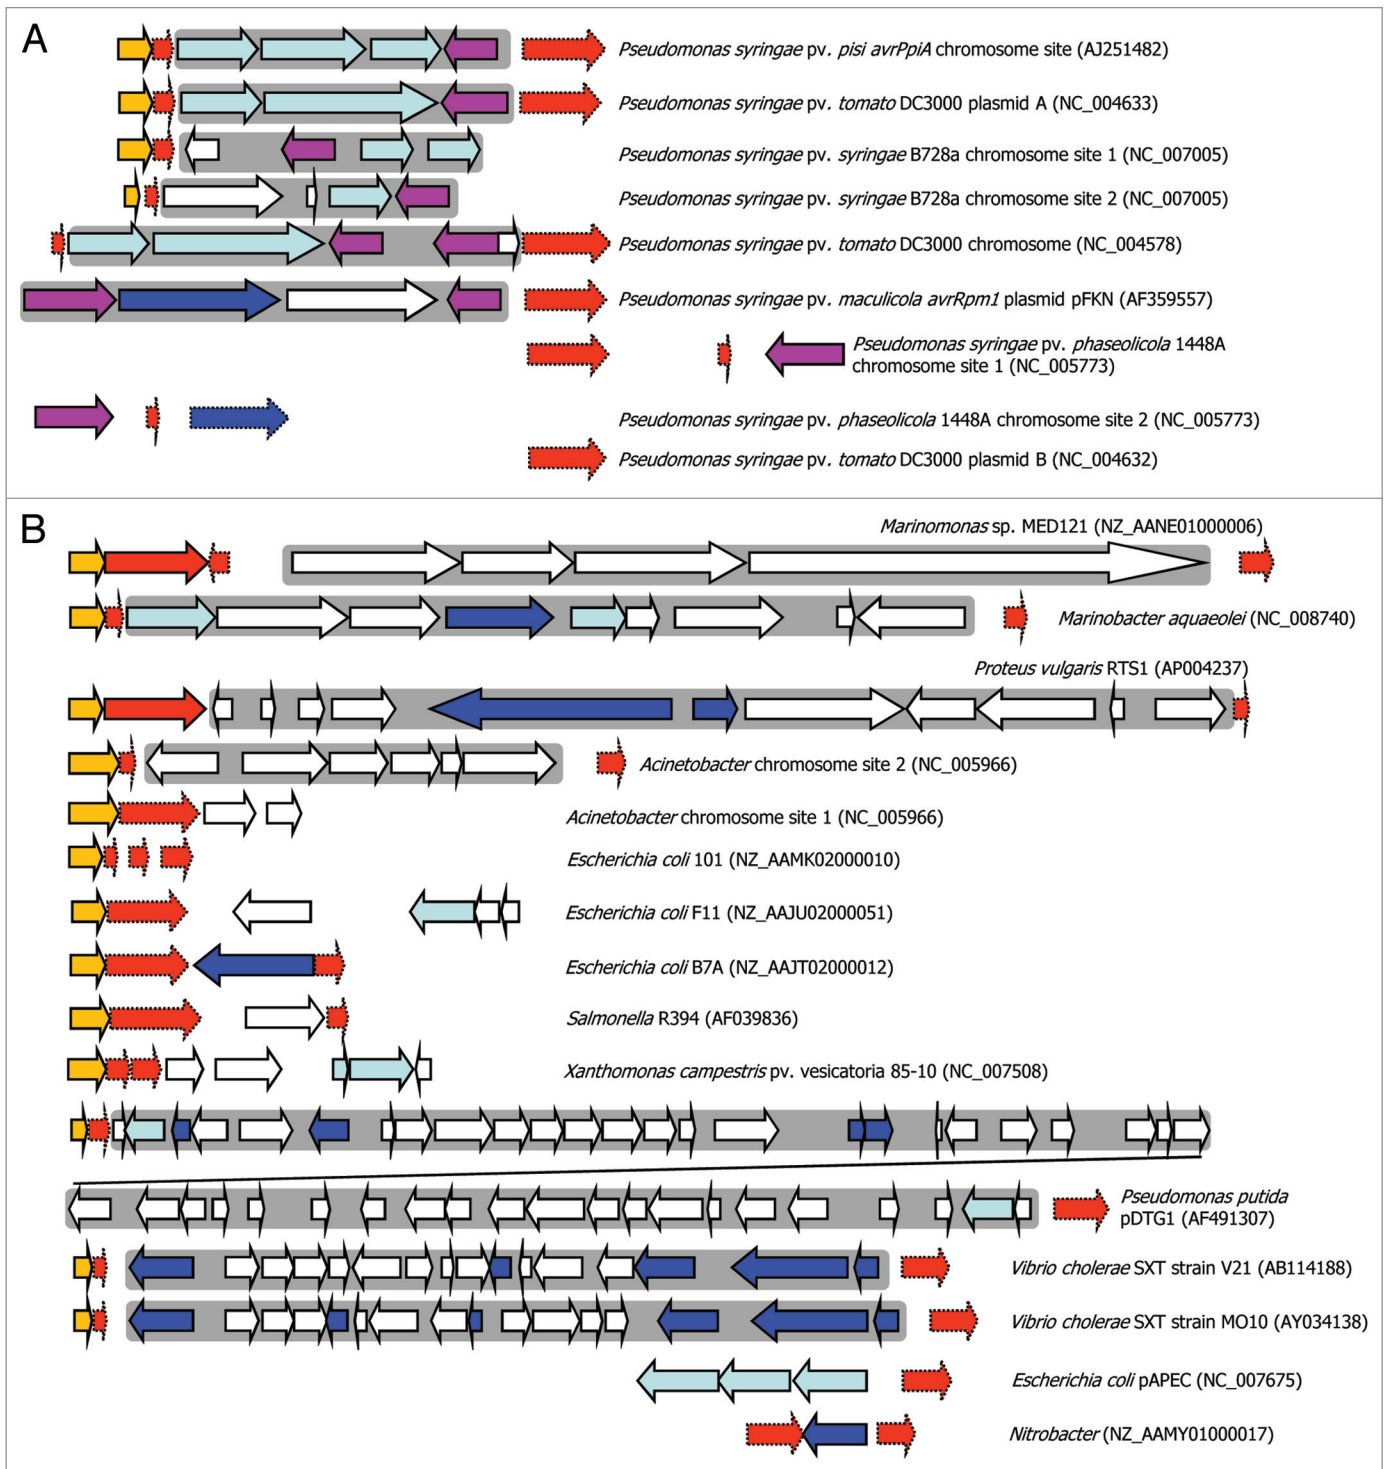 A
Pseudomonas syringae pv. pisi avrPpiA chromosome site (AJ251482)
Pseudomonas syringae pv. tomato DC3000 plasmid A (NC_004633)
Pseudomonas syringae pv. syringae B728a chromosome site 1 (NC_007005)
Pseudomonas syringae pv. syringae B728a chromosome site 2 (NC_007005)
Pseudomonas syringae pv. tomato DC3000 chromosome (NC_004578)
Pseudomonas syringae pv. maculicola avrRpm1 plasmid pFKN (AF359557)
Pseudomonas syringae pv. phaseolicola 1448A
chromosome site 1 (NC_005773)
Pseudomonas syringae pv. phaseolicola 1448A chromosome site 2 (NC_005773)
Pseudomonas syringae pv. tomato DC3000 plasmid B (NC_004632)
B
Marinomonas sp. MED121 (NZ_AANE01000006)
Marinobacter aquaeolei (NC_008740)
Proteus vulgaris RTS1 (AP004237)
Acinetobacter chromosome site 2 (NC_005966)
Acinetobacter chromosome site 1 (NC_005966)
Escherichia coli 101 (NZ_AAMK02000010)
Escherichia coli F11 (NZ_AAJU02000051)
Escherichia coli B7A (NZ_AAJT02000012)
Salmonella R394 (AF039836)
Xanthomonas campestris pv. vesicatoria 85-10 (NC_007508)
Pseudomonas putida
pDTG1 (AF491307)
Vibrio cholerae SXT strain V21 (AB114188)
Vibrio cholerae SXT strain MO10 (AY034138)
Escherichia coli pAPEC (NC_007675)
Nitrobacter (NZ_AAMY01000017)